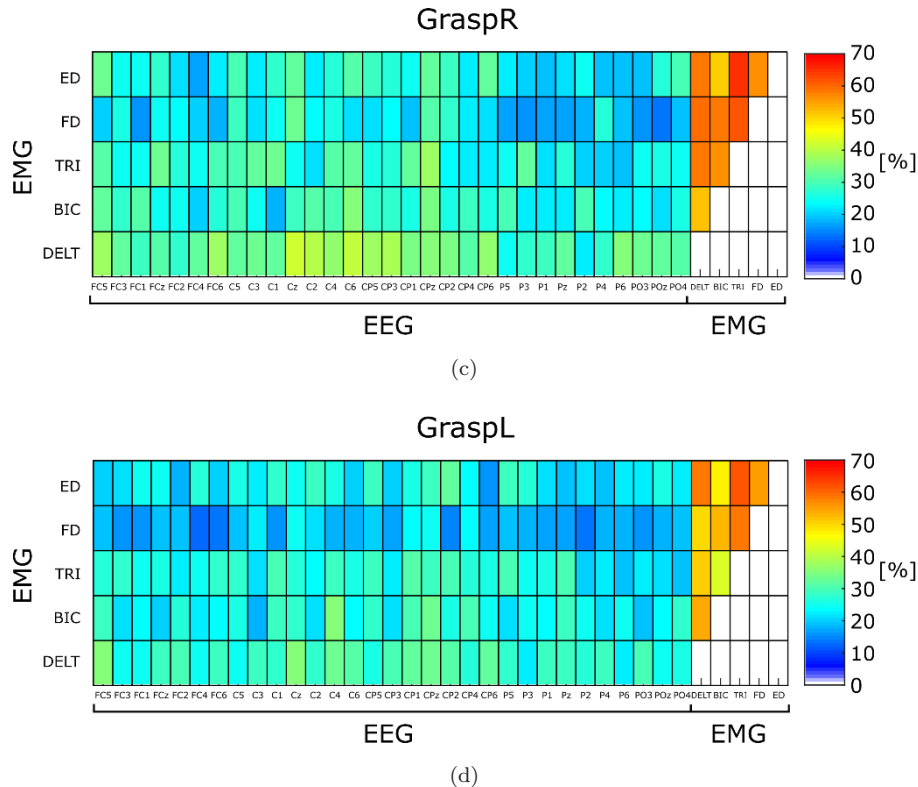 GraspR
ED
FD
TRI
BIC
DELT
EMG
FC5 FC3 FC1 FCz FC2 FC4 FC6 C5 C3 C1 Cz C2 C4 C6 CP5 CP3 CP1 CPz CP2 CP4 CP6 P5 P3 P1 Pz P2 P4 P6 PO3 POz PO4 DELT BIC TRI FD ED
EEG EMG
70
60
50
40
30
20
10
0
[%]
(c)
GraspL
ED
FD
TRI
BIC
DELT
EMG
FC5 FC3 FC1 FCz FC2 FC4 FC6 C5 C3 C1 Cz C2 C4 C6 CP5 CP3 CP1 CPz CP2 CP4 CP6 P5 P3 P1 Pz P2 P4 P6 PO3 POz PO4 DELT BIC TRI FD ED
EEG EMG
70
60
50
40
30
20
10
0
[%]
(d)